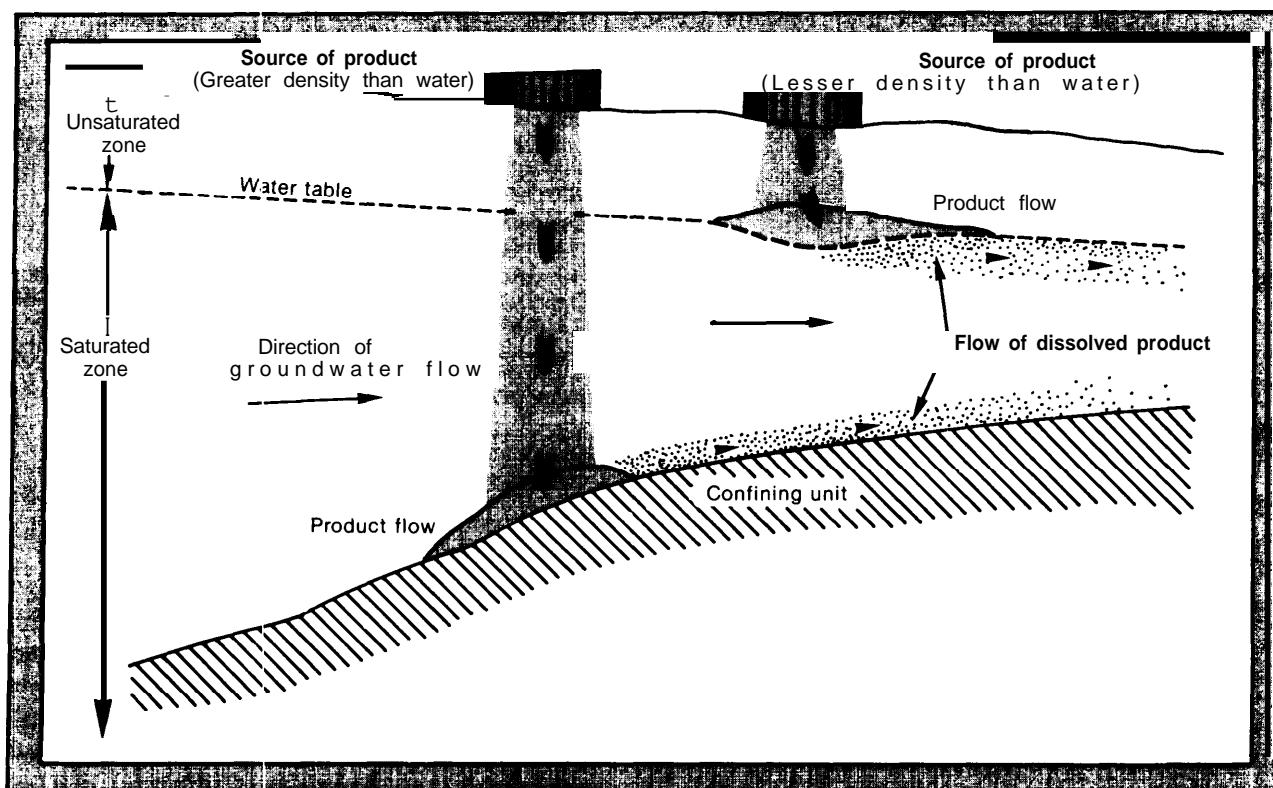 Source of product
(Greater density than water)
Source of product
(Lesser density than water)
t
Unsaturated
zone
Water table
Product flow
Saturated
zone
Direction of
groundwater flow
Flow of dissolved product
Confining unit
Product flow